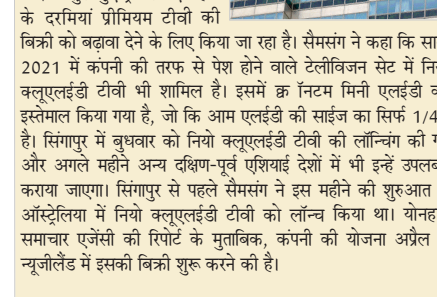 के दरमियां प्रीमियम टीवी की
बिक्री को बढ़ावा देने के लिए किया जा रहा है। सैमसंग ने कहा कि सा
2021 में कंपनी की तरफ से पेश होने वाले टेलीविजन सेट में नि
क्लूएलईडी टीवी भी शामिल है। इसमें क्र ॉनटम मिनी एलईडी
इस्तेमाल किया गया है, जो कि आम एलईडी की साईज का सिर्फ 1/4
है। सिंगापुर में बुधवार को नियो क्लूएलईडी टीवी की लॉन्चिंग की
और अगले महीने अन्य दक्षिण-पूर्व एशियाई देशों में भी इन्हें उपलब
कराया जाएगा। सिंगापुर से पहले सैमसंग ने इस महीने की शुरुआत
ऑस्ट्रेलिया में नियो क्लूएलईडी टीवी को लॉन्च किया था। योनह
समाचार एजेंसी की रिपोर्ट के मुताबिक, कंपनी की योजना अप्रैल
न्यूजीलैंड में इसकी बिक्री शुरू करने की है।